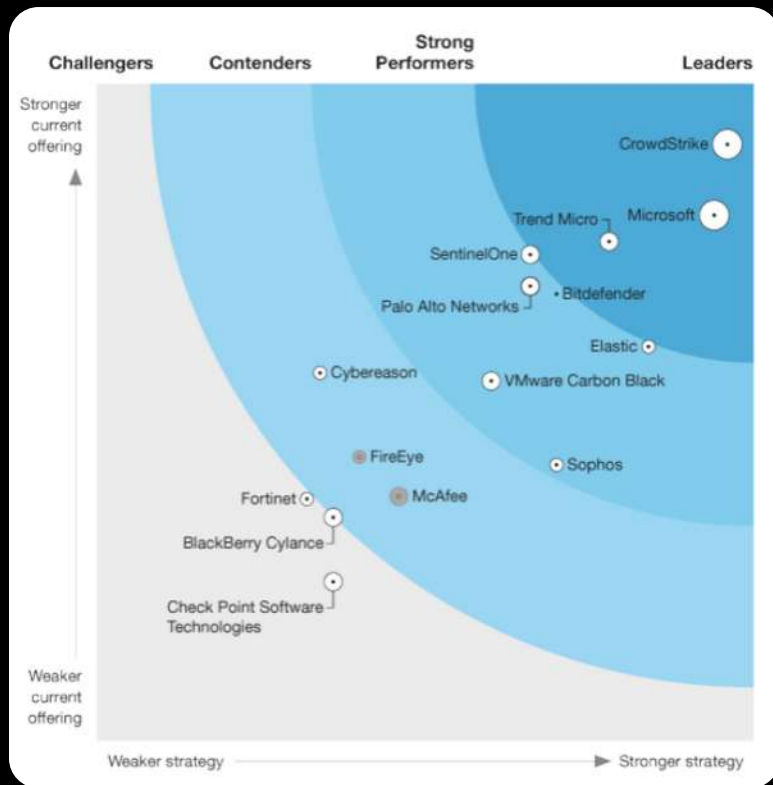 Challengers
Contenders
Strong
Performers
Leaders
Stronger
current
offering
CrowdStrike
Trend Micro
Microsoft
SentinelOne
Palo Alto Networks
Bitdefender
Elastic
Cybereason
VMware Carbon Black
FireEye
Sophos
Fortinet
McAfee
BlackBerry Cylance
Check Point Software
Technologies
Weaker
current
offering
Weaker strategy
Stronger strategy